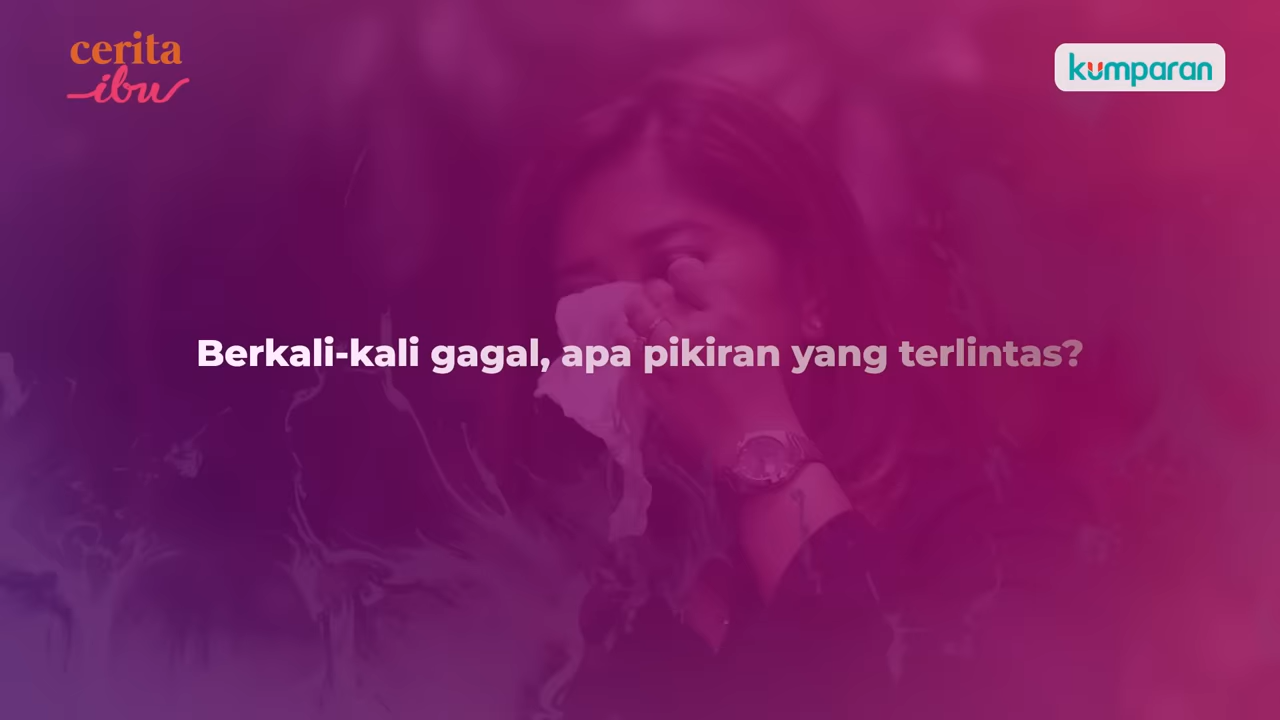 cerita
ibu
kumparan
Berkali-kali gagal, apa pikiran yang terlintas?